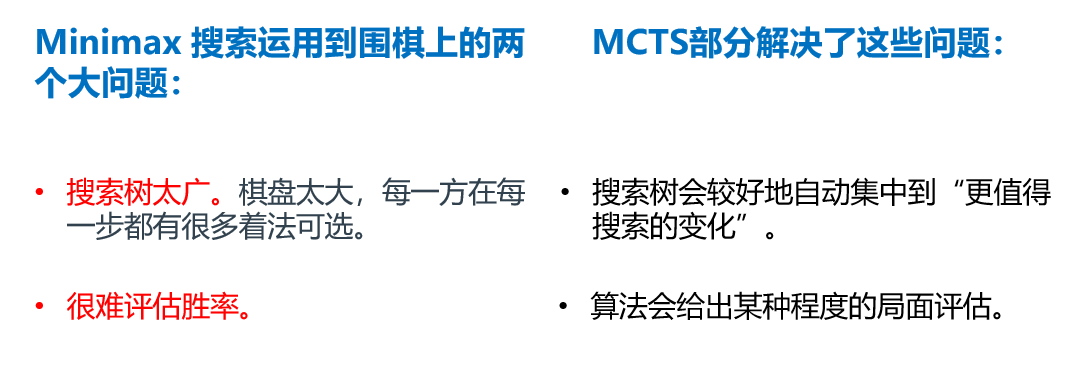 Minimax 搜索运用到围棋上的两
个大问题：
• 搜索树太广。棋盘太大，每一方在每
一步都有很多着法可选。
• 很难评估胜率。
MCTS部分解决了这些问题：
• 搜索树会较好地自动集中到“更值得
搜索的变化”。
• 算法会给出某种程度的局面评估。